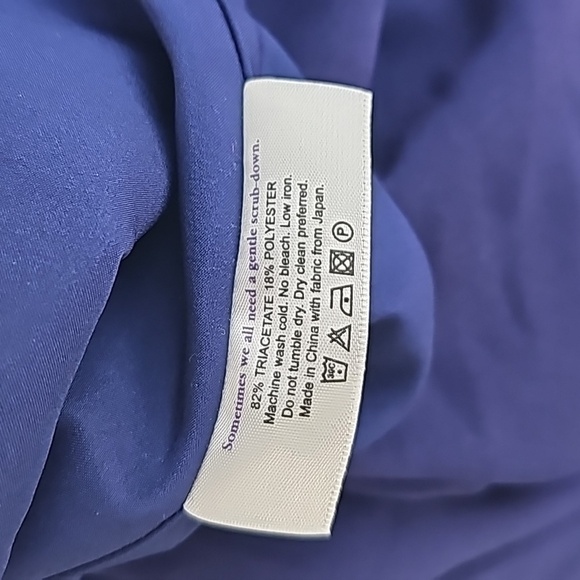 Sometimes we all need a gentle scrub-down.
82% TRIACETATE 18% POLYESTER
Machine wash cold. No bleach. Low iron.
Do not tumble dry. Dry clean preferred.
Made in China with fabric from Japan.
30C P